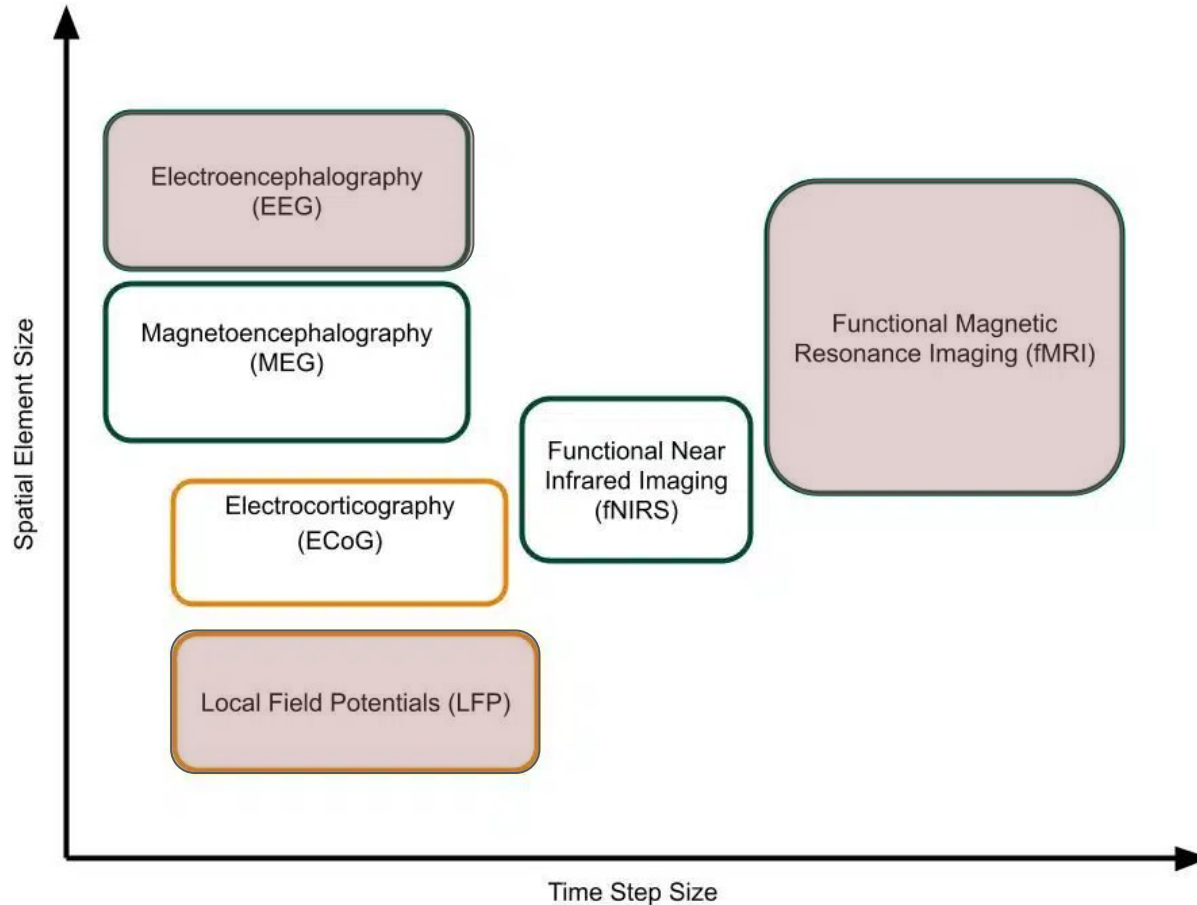 Electroencephalography
(EEG)
Magnetoencephalography
(MEG)
Functional Magnetic
Resonance Imaging (fMRI)
Functional Near
Infrared Imaging
(fNIRS)
Electrocorticography
(ECoG)
Local Field Potentials (LFP)
Spatial Element Size
Time Step Size